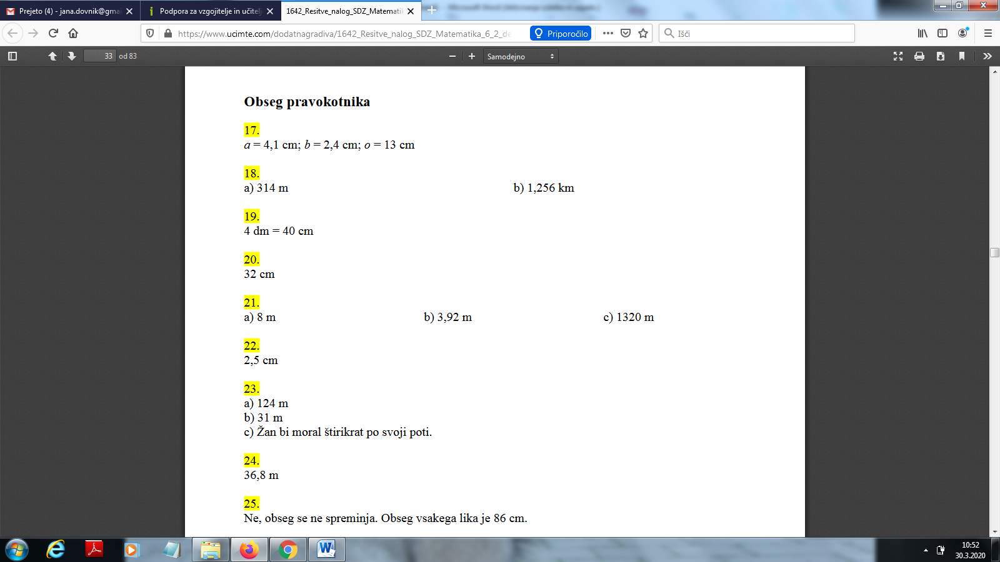 Prejeto (4) - jana.dovnik@gmai
Podpora za vzgojitelje in učitelj
1642_Resitve_nalog_SDZ_Matematik
https://www.ucimte.com/dodatnagradiva/1642_Resitve_nalog_SDZ_Matematika_6_2_de
Priporočilo
Išči
33 od 83
Samodejno
Obseg pravokotnika
17.
a = 4,1 cm; b = 2,4 cm; o = 13 cm
18.
a) 314 m b) 1,256 km
19.
4 dm = 40 cm
20.
32 cm
21.
a) 8 m b) 3,92 m c) 1320 m
22.
2,5 cm
23.
a) 124 m
b) 31 m
c) Žan bi moral štirikrat po svoji poti.
24.
36,8 m
25.
Ne, obseg se ne spreminja. Obseg vsakega lika je 86 cm.
10:52
30.3.2020